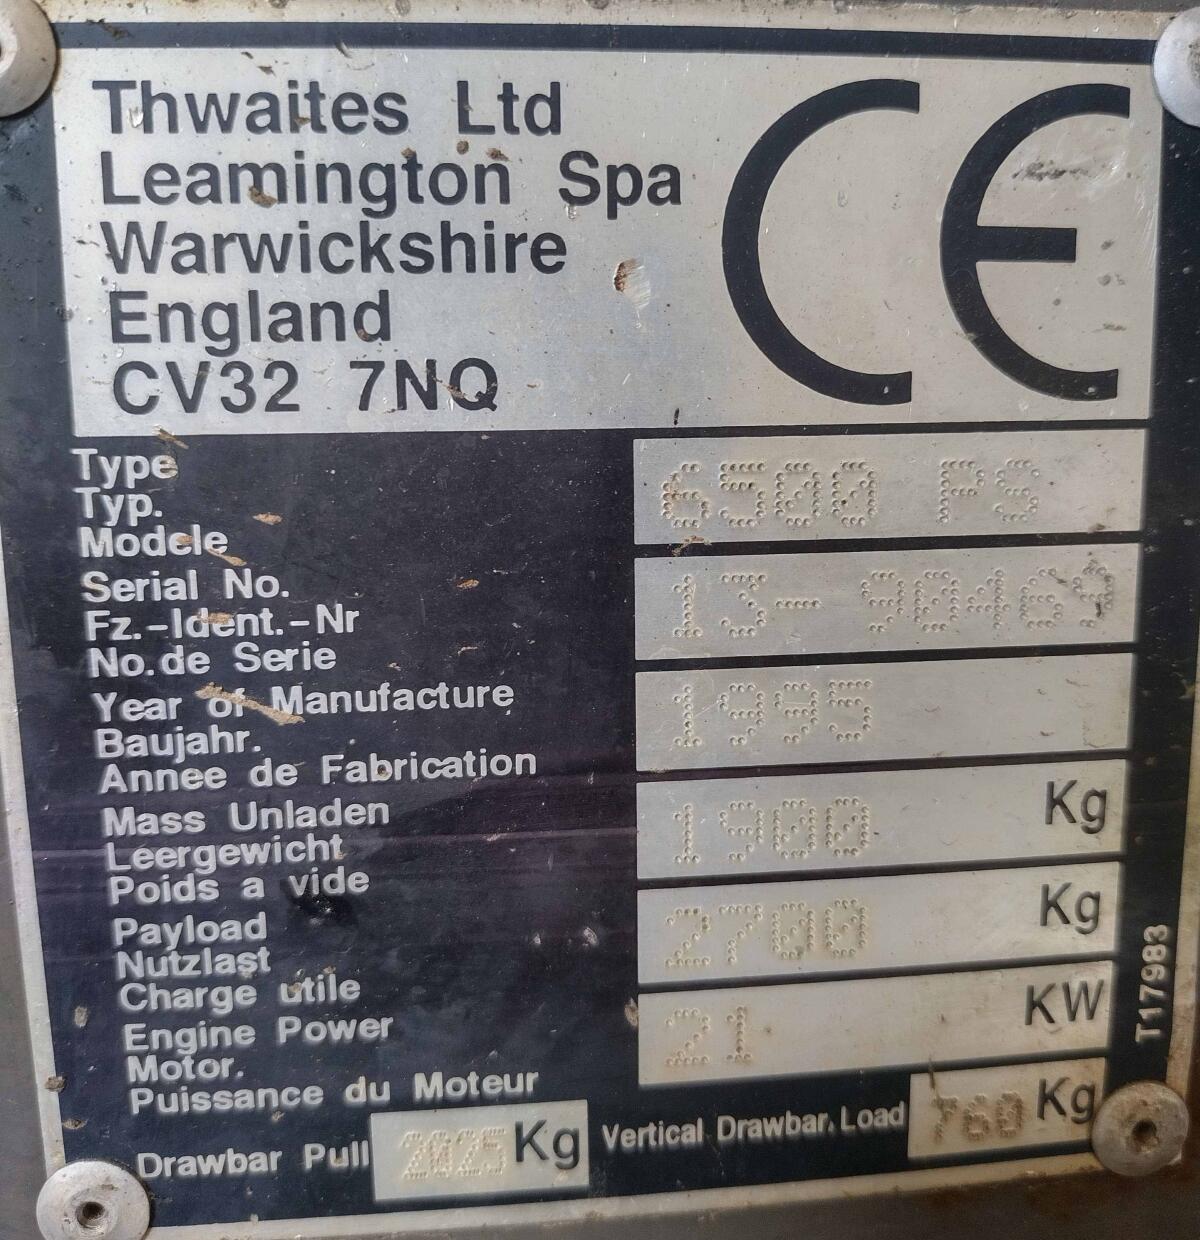 Thwaites Ltd
Leamington Spa
Warwickshire
England
CV32 7NQ
CE
Type
Typ.
Modele
6500 PS
Serial No.
Fz.-Ident.-Nr
No.de Serie
13- 90469
Year of Manufacture
Baujahr.
Annee de Fabrication
1995
Mass Unladen
Leergewicht
Poids a vide
1900 Kg
Payload
Nutzlast
Charge utile
2700 Kg
Engine Power
Motor.
Puissance du Moteur
21 KW
T17983
Drawbar Pull 2025 Kg Vertical Drawbar.Load 760 Kg